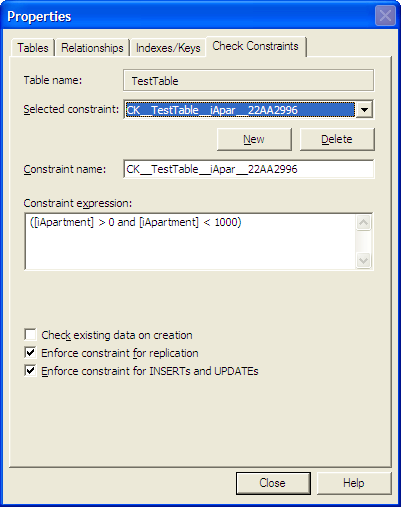 Properties
Tables Relationships Indexes/Keys Check Constraints
Table name: TestTable
Selected constraint: CK__TestTable__iApar__22AA2996
New Delete
Constraint name: CK__TestTable__iApar__22AA2996
Constraint expression:
([iApartment] > 0 and [iApartment] < 1000)
Check existing data on creation
Enforce constraint for replication
Enforce constraint for INSERTs and UPDATEs
Close Help